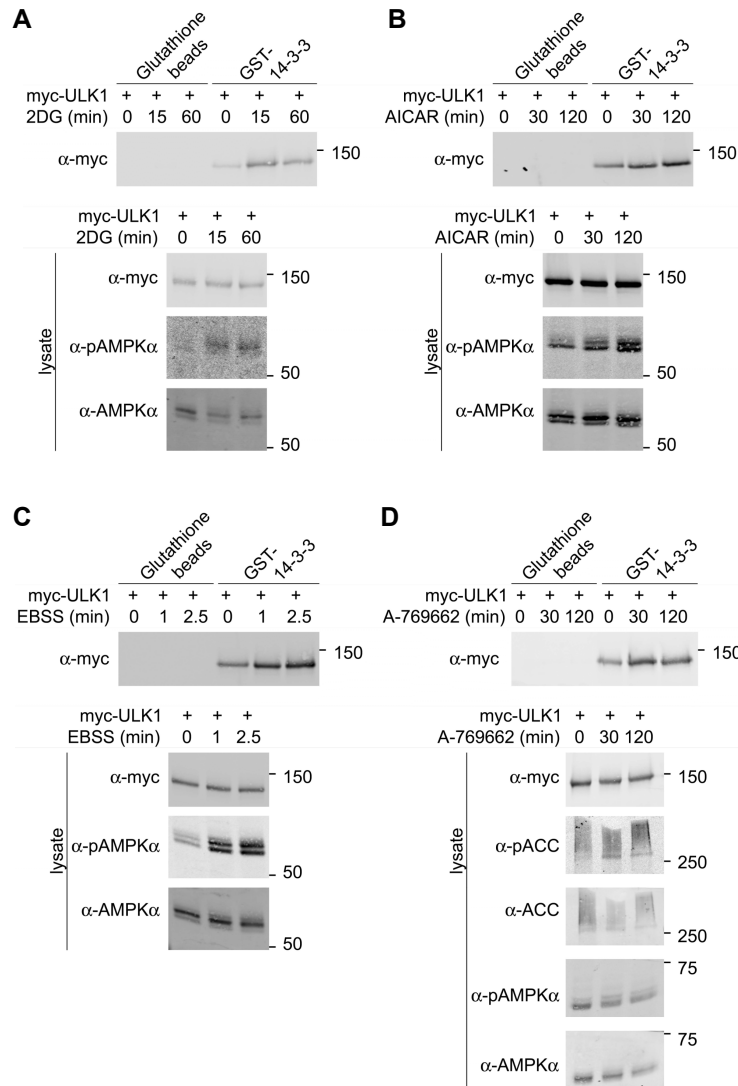 A
Glutathione
beads
GST-
14-3-3
myc-ULK1 + + + + + +
2DG (min) 0 15 60 0 15 60
α-myc
150
myc-ULK1 + + +
2DG (min) 0 15 60
α-myc
150
lysate
α-pAMPKα
50
α-AMPKα
50
B
Glutathione
beads
GST-
14-3-3
myc-ULK1 + + + + + +
AICAR (min) 0 30 120 0 30 120
α-myc
150
myc-ULK1 + + +
AICAR (min) 0 30 120
α-myc
150
lysate
α-pAMPKα
50
α-AMPKα
50
C
Glutathione
beads
GST-
14-3-3
myc-ULK1 + + + + + +
EBSS (min) 0 1 2.5 0 1 2.5
α-myc
150
myc-ULK1 + + +
EBSS (min) 0 1 2.5
α-myc
150
lysate
α-pAMPKα
50
α-AMPKα
50
D
Glutathione
beads
GST-
14-3-3
myc-ULK1 + + + + + +
A-769662 (min) 0 30 120 0 30 120
α-myc
150
myc-ULK1 + + +
A-769662 (min) 0 30 120
α-myc
150
lysate
α-pACC
250
α-ACC
250
75
α-pAMPKα
75
α-AMPKα